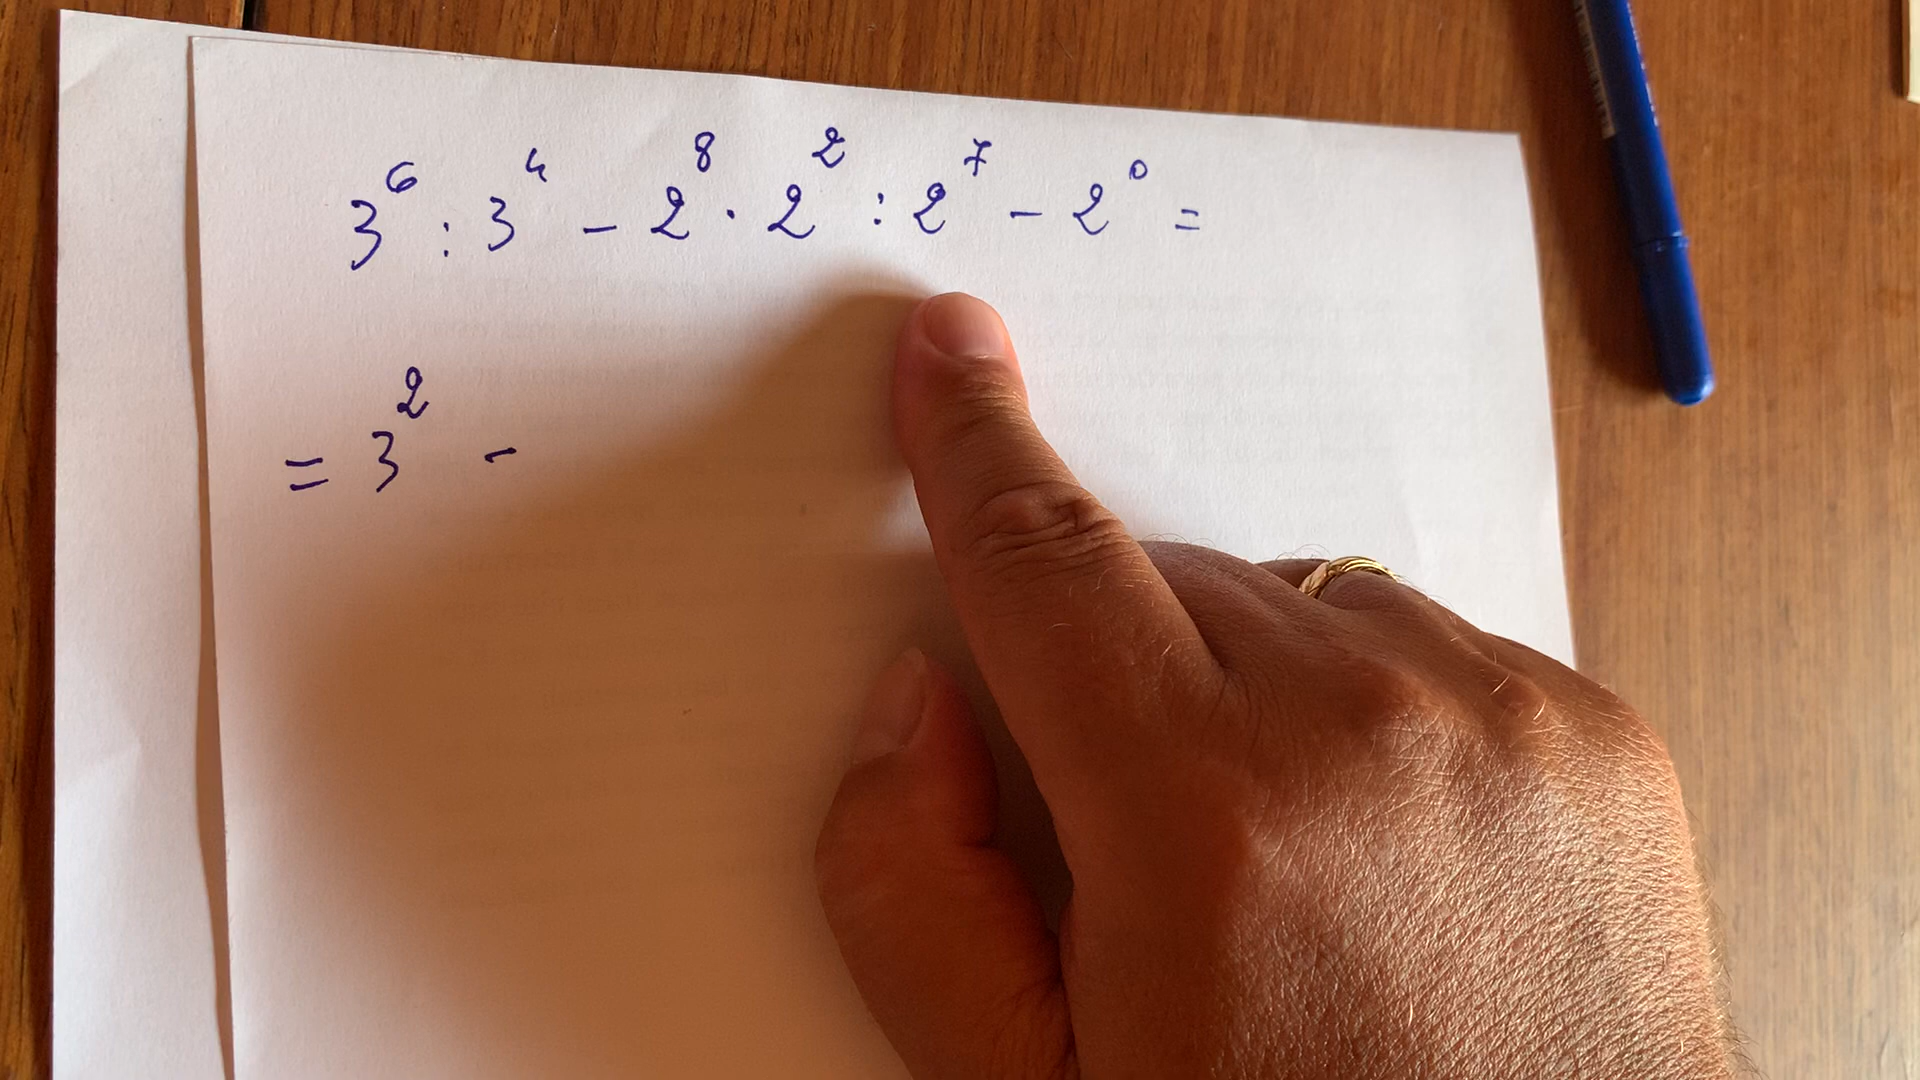 3⁶ : 3⁴ - 2⁸ · 2² : 2⁷ - 2⁰ =
= 3² -